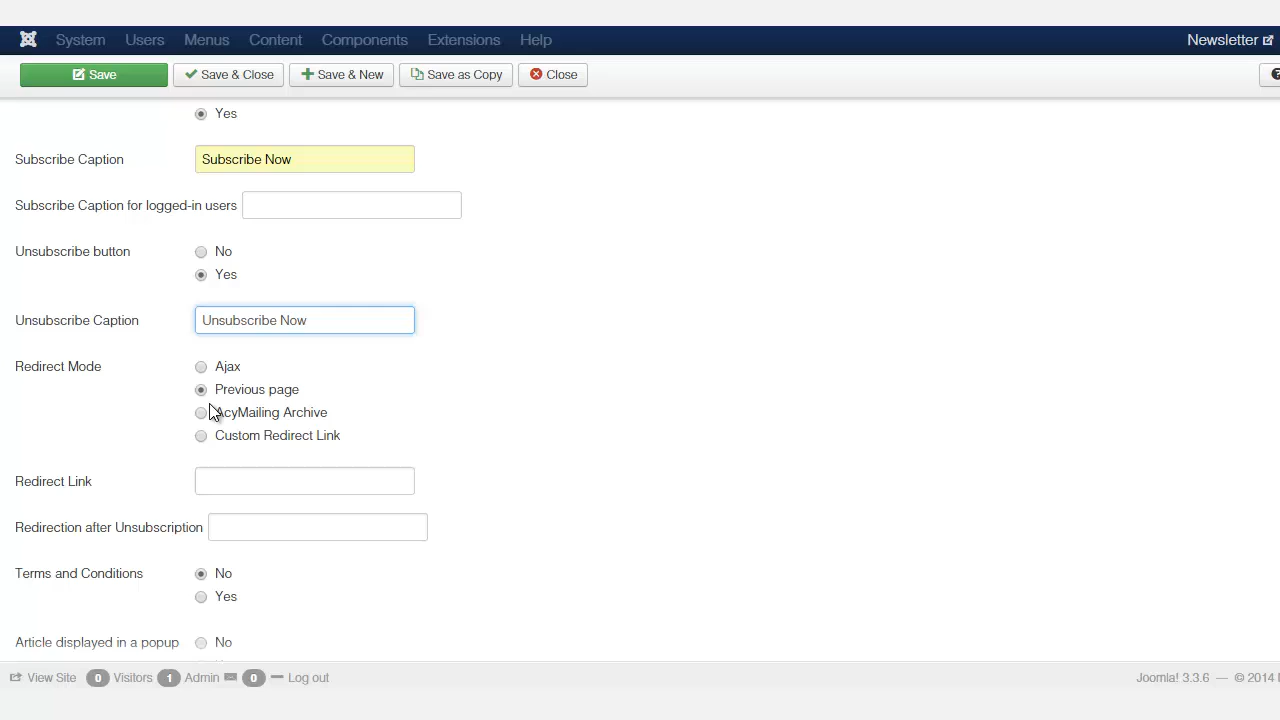 System Users Menus Content Components Extensions Help Newsletter
Save Save & Close Save & New Save as Copy Close
Yes
Subscribe Caption Subscribe Now
Subscribe Caption for logged-in users
Unsubscribe button No
Yes
Unsubscribe Caption Unsubscribe Now
Redirect Mode Ajax
Previous page
AcyMailing Archive
Custom Redirect Link
Redirect Link
Redirection after Unsubscription
Terms and Conditions No
Yes
Article displayed in a popup No
View Site 0 Visitors 1 Admin 0 Log out Joomla! 3.3.6 — © 2014